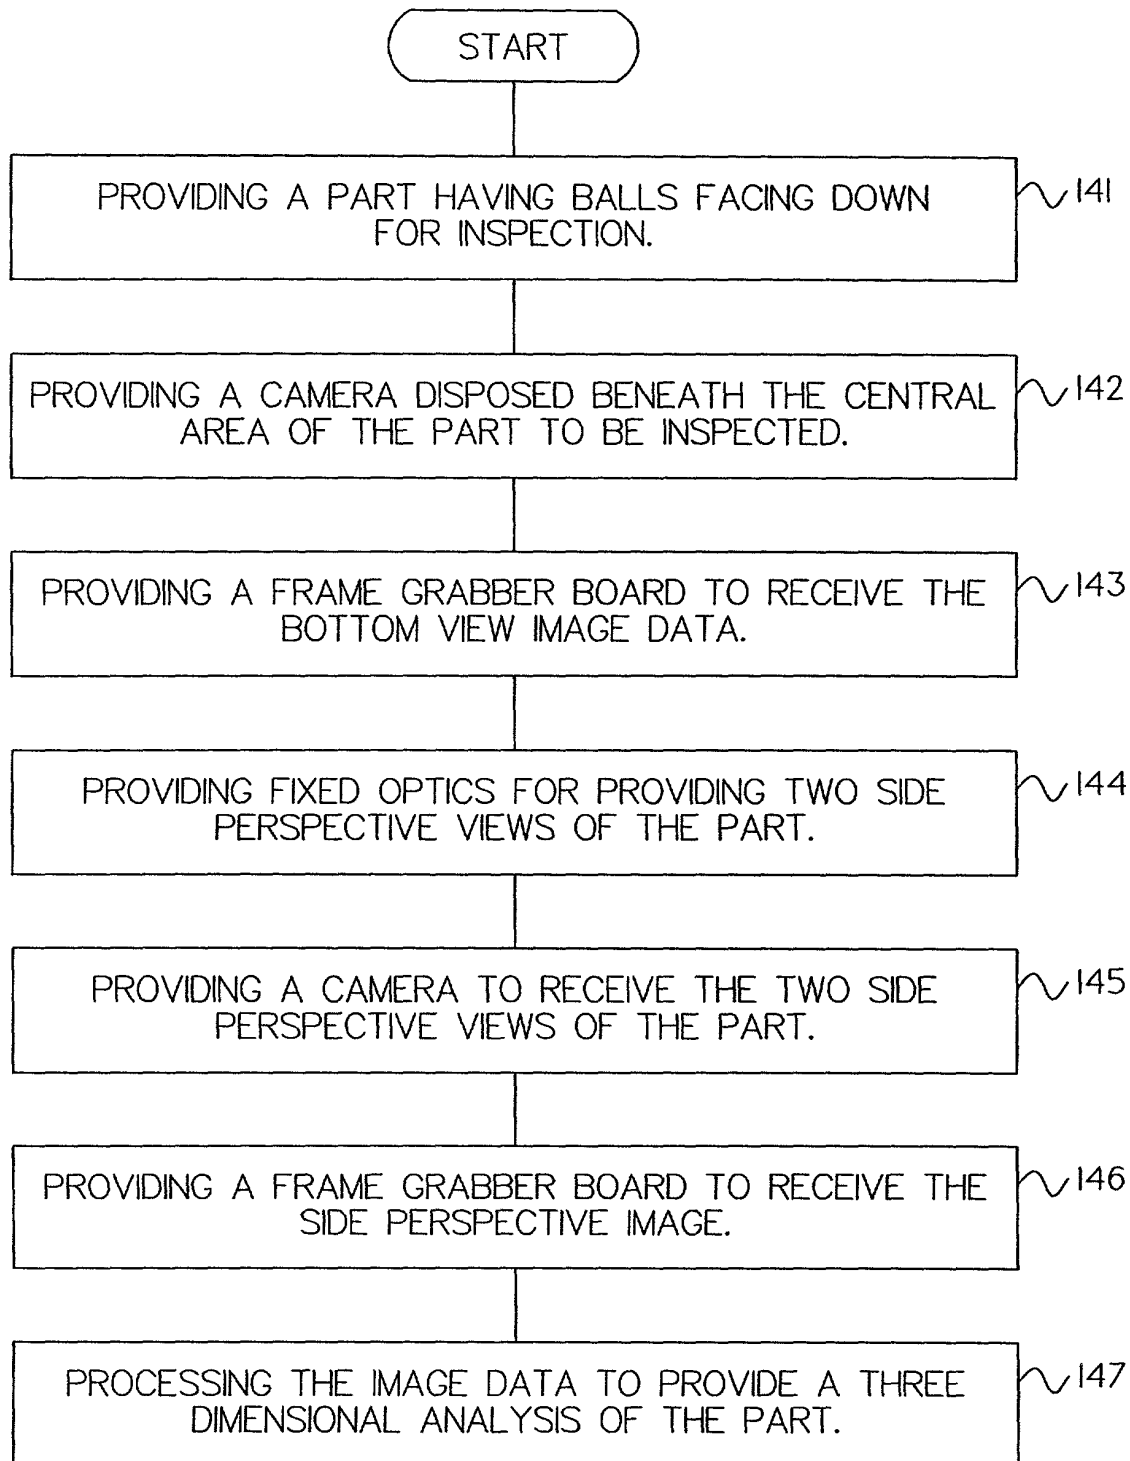 START
PROVIDING A PART HAVING BALLS FACING DOWN
FOR INSPECTION.
141
PROVIDING A CAMERA DISPOSED BENEATH THE CENTRAL
AREA OF THE PART TO BE INSPECTED.
142
PROVIDING A FRAME GRABBER BOARD TO RECEIVE THE
BOTTOM VIEW IMAGE DATA.
143
PROVIDING FIXED OPTICS FOR PROVIDING TWO SIDE
PERSPECTIVE VIEWS OF THE PART.
144
PROVIDING A CAMERA TO RECEIVE THE TWO SIDE
PERSPECTIVE VIEWS OF THE PART.
145
PROVIDING A FRAME GRABBER BOARD TO RECEIVE THE
SIDE PERSPECTIVE IMAGE.
146
PROCESSING THE IMAGE DATA TO PROVIDE A THREE
DIMENSIONAL ANALYSIS OF THE PART.
147